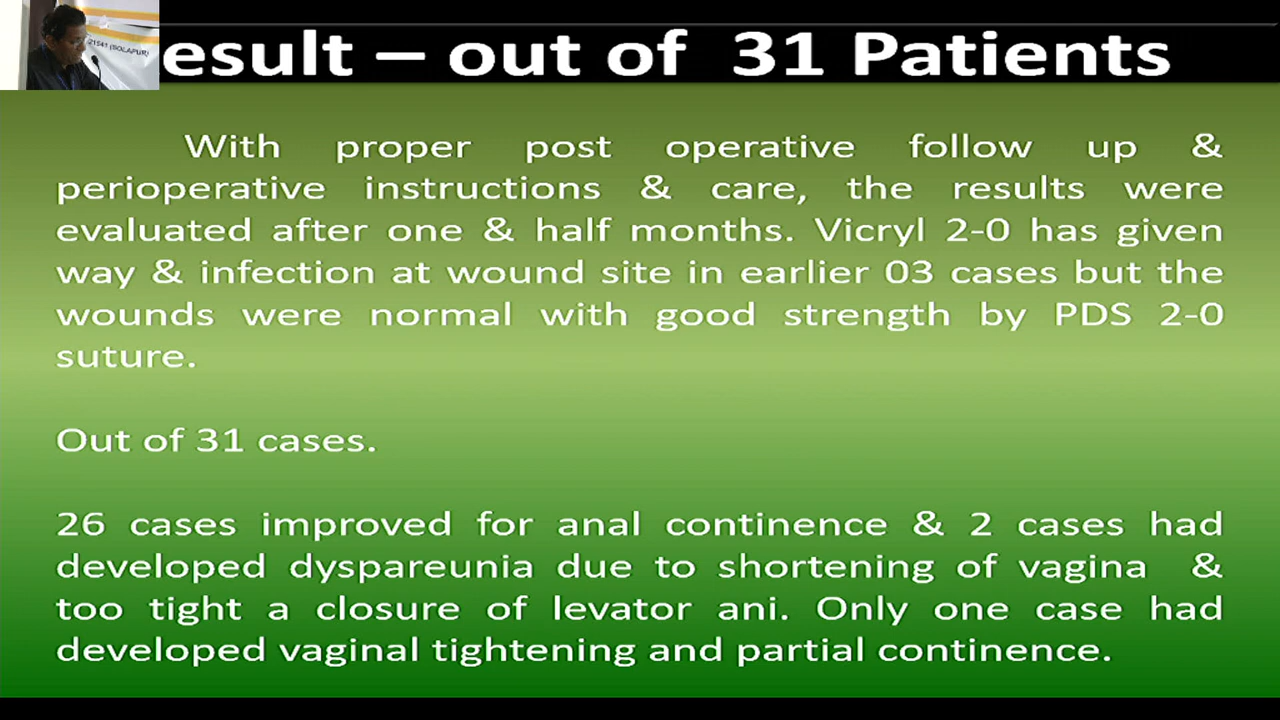 21541 (SOLAPUR)
esult – out of 31 Patients
With proper post operative follow up &
perioperative instructions & care, the results were
evaluated after one & half months. Vicryl 2-0 has given
way & infection at wound site in earlier 03 cases but the
wounds were normal with good strength by PDS 2-0
suture.
Out of 31 cases.
26 cases improved for anal continence & 2 cases had
developed dyspareunia due to shortening of vagina &
too tight a closure of levator ani. Only one case had
developed vaginal tightening and partial continence.